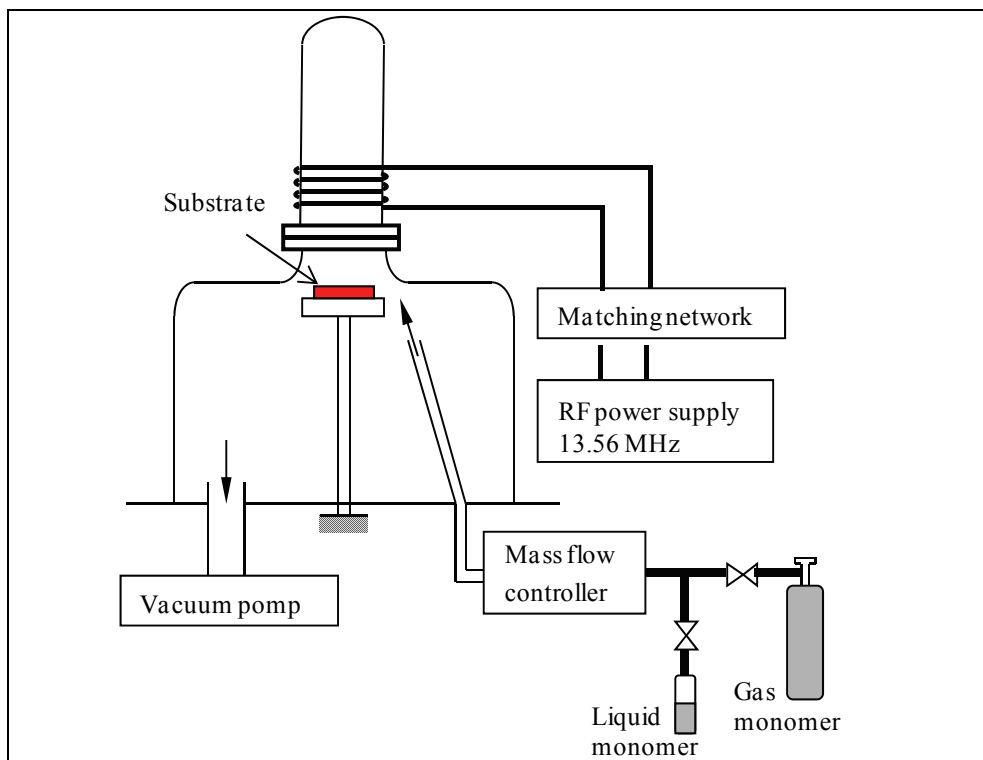 Substrate
Matching network
RF power supply
13.56 MHz
Mass flow
controller
Vacuum pomp
Gas
monomer
Liquid
monomer